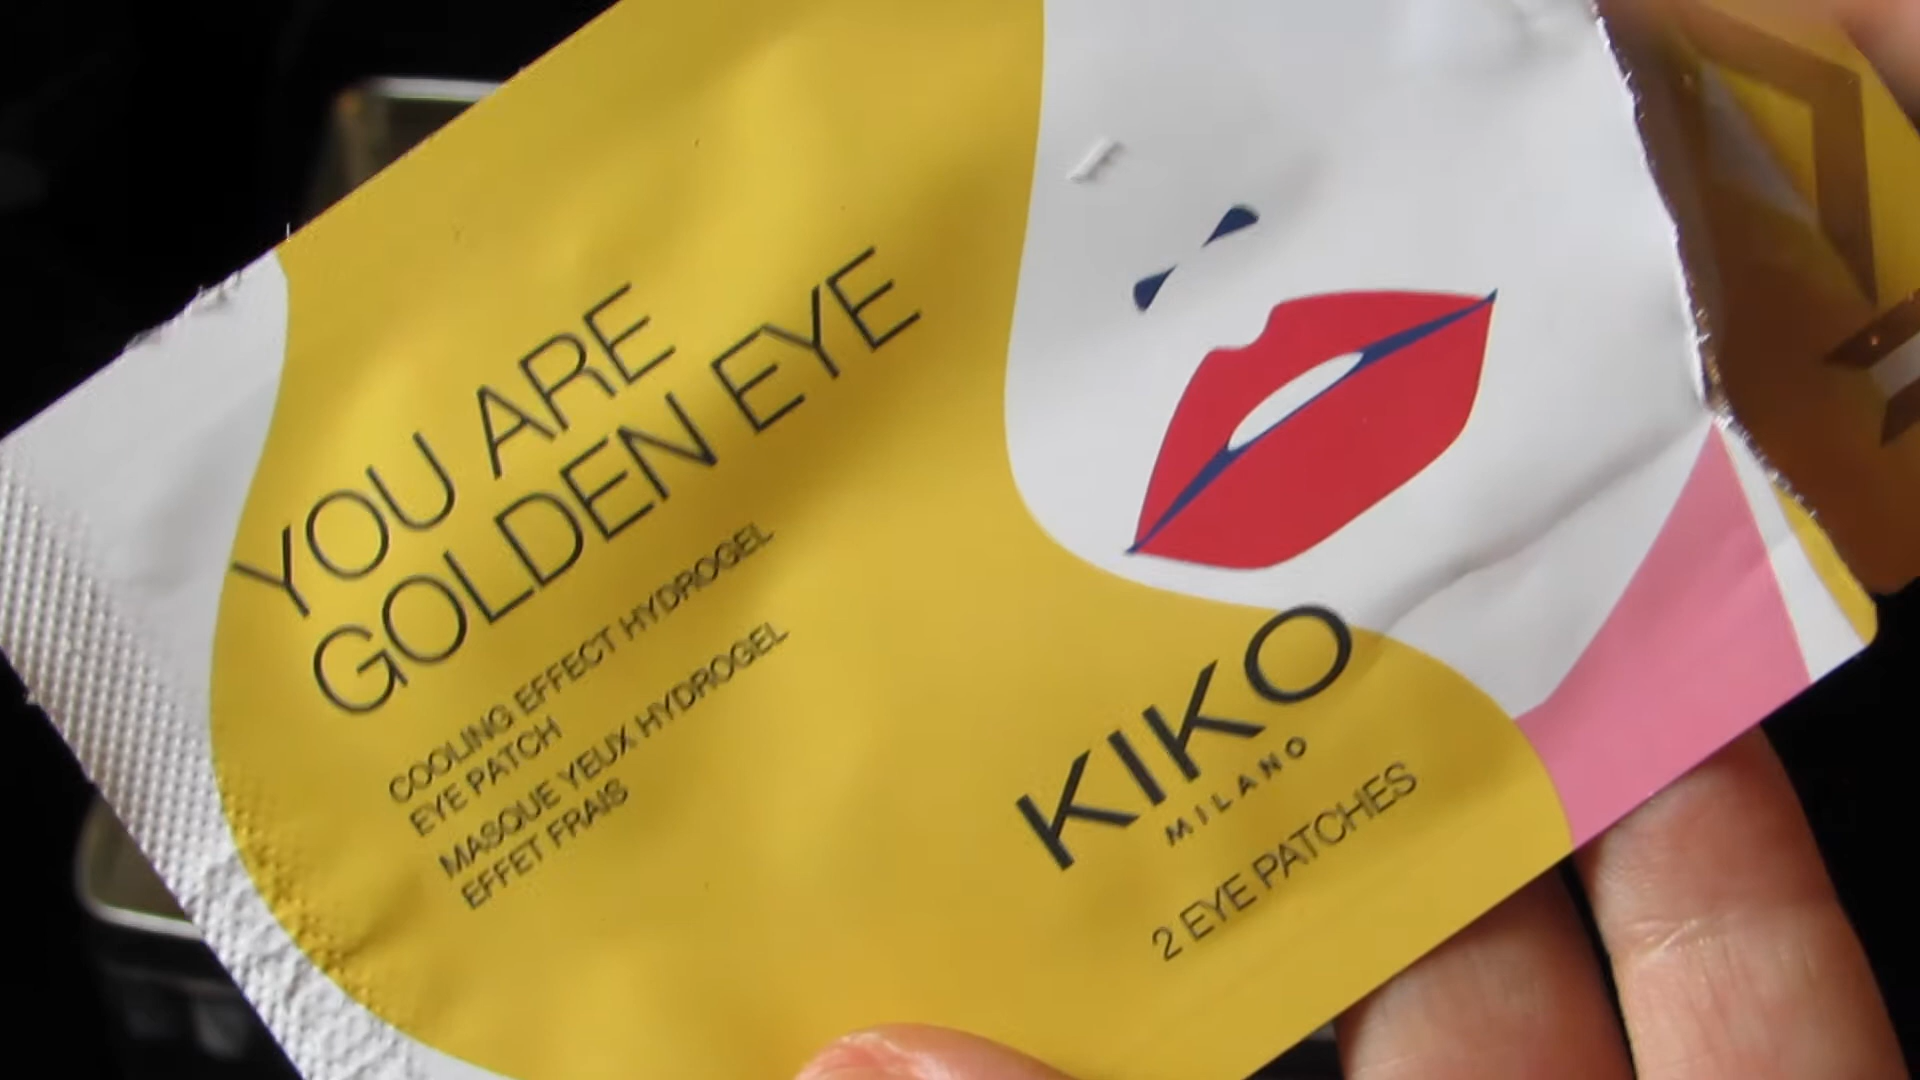 YOU ARE
GOLDEN EYE
COOLING EFFECT HYDROGEL
EYE PATCH
MASQUE YEUX HYDROGEL
EFFET FRAIS
KIKO
MILANO
2 EYE PATCHES